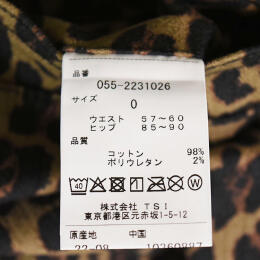 品番
055-2231026
サイズ
0
ウエスト 57~60
ヒップ 85~90
品質
コットン 98%
ポリウレタン 2%
40
株式会社 TSI
東京都港区元赤坂1-5-12
原産地 中国
22-08